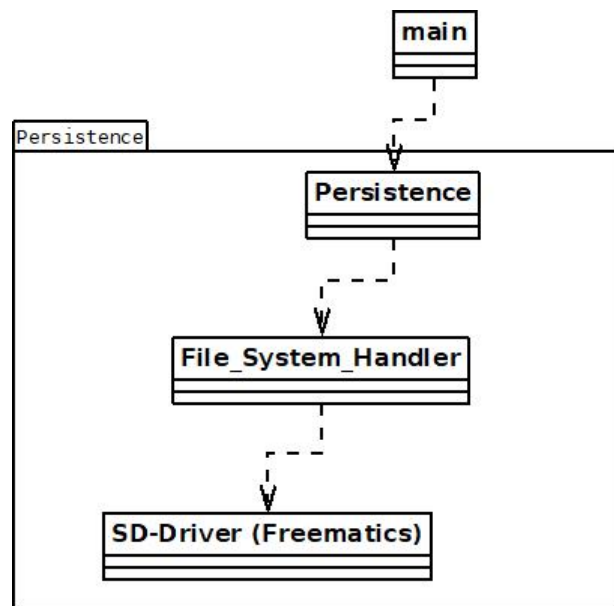 main
Persistence
Persistence
File_System_Handler
SD-Driver (Freematics)